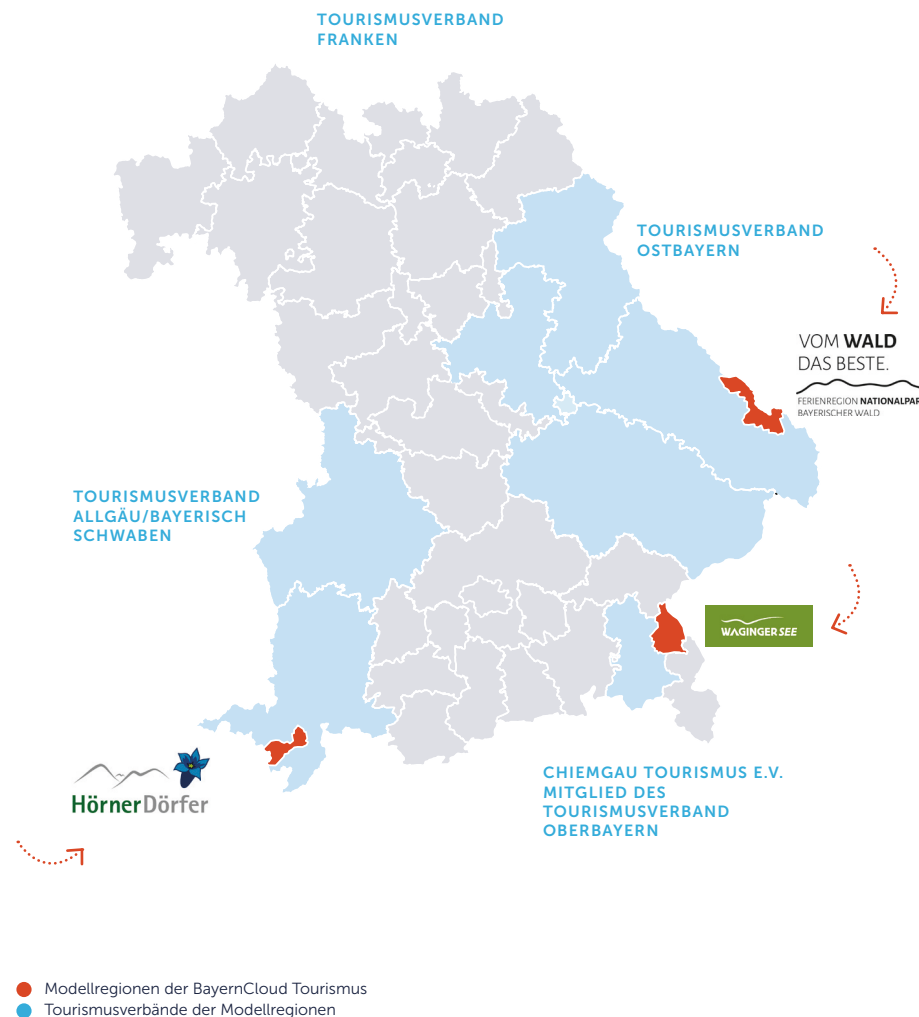 TOURISMUSVERBAND
FRANKEN
TOURISMUSVERBAND
OSTBAYERN
VOM WALD
DAS BESTE.
FERIENREGION NATIONALPAR
BAYERISCHER WALD
TOURISMUSVERBAND
ALLGÄU/BAYERISCH
SCHWABEN
WAGINGER SEE
HörnerDörfer
CHIEMGAU TOURISMUS E.V.
MITGLIED DES
TOURISMUSVERBAND
OBERBAYERN
Modellregionen der BayernCloud Tourismus
Tourismusverbände der Modellregionen